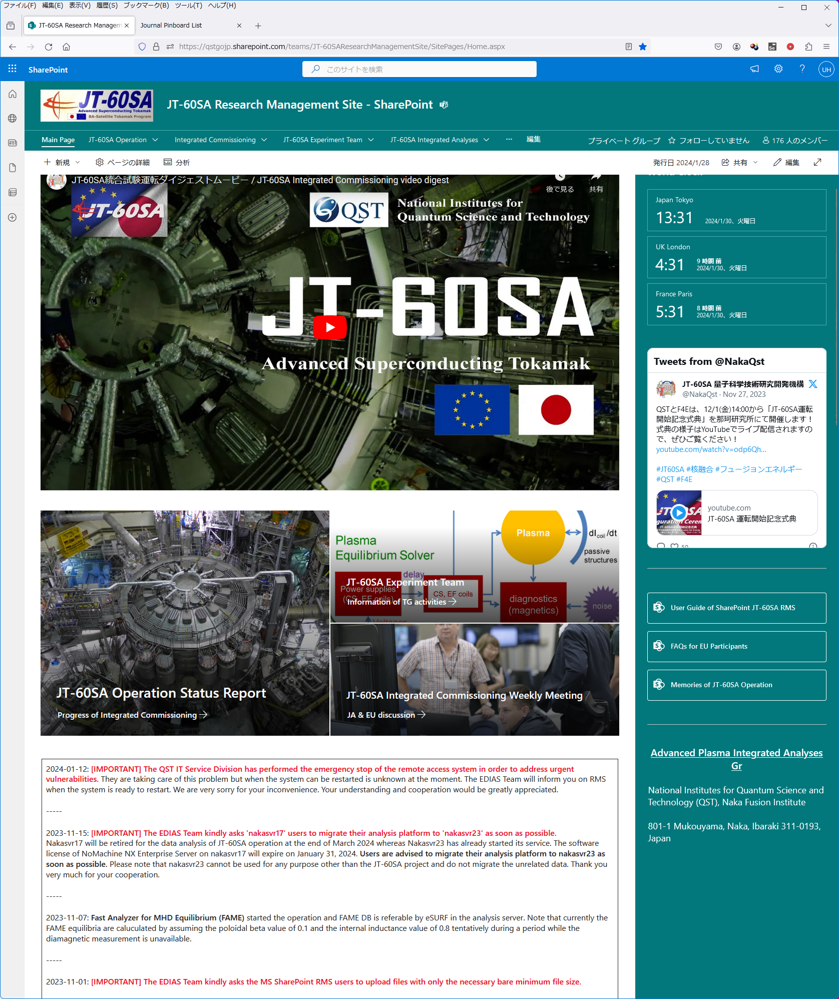 ファイル(F) 編集(E) 表示(V) 履歴(S) ブックマーク(B) ツール(T) ヘルプ(H)
JT-60SA Research Managem
Journal Pinboard List
https://qstgojp.sharepoint.com/teams/JT-60SAResearchManagementSite/SitePages/Home.aspx
SharePoint
このサイトを検索
UH
JT-60SA
Advanced Superconducting Tokamak
BA-Satellite Tokamak Program
JT-60SA Research Management Site - SharePoint
Main Page
JT-60SA Operation
Integrated Commissioning
JT-60SA Experiment Team
JT-60SA Integrated Analyses
編集
プライベート グループ
フォローしていません
176 人のメンバー
新規
ページの詳細
分析
発行日 2024/1/28
共有
編集
JT-60SA統合試験運転ダイジェストムービー / JT-60SA Integrated Commissioning video digest
後で見る
共有
JT-60SA
QST
National Institutes for
Quantum Science and Technology
JT-60SA
Advanced Superconducting Tokamak
JT-60SA Operation Status Report
Progress of Integrated Commissioning
Plasma
Equilibrium Solver
Plasma
dIcoil/dt
passive
structures
delay
Power supplies
(CS, EF coils)
CS, EF coils
diagnostics
(magnetics)
noise
Voltages
JT-60SA Experiment Team
Information of TG activities
JT-60SA Integrated Commissioning Weekly Meeting
JA & EU discussion
2024-01-12: [IMPORTANT] The QST IT Service Division has performed the emergency stop of the remote access system in order to address urgent
vulnerabilities. They are taking care of this problem but when the system can be restarted is unknown at the moment. The EDIAS Team will inform you on RMS
when the system is ready to restart. We are very sorry for your inconvenience. Your understanding and cooperation would be greatly appreciated.
-----
2023-11-15: [IMPORTANT] The EDIAS Team kindly asks 'nakasvr17' users to migrate their analysis platform to 'nakasvr23' as soon as possible.
Nakasvr17 will be retired for the data analysis of JT-60SA operation at the end of March 2024 whereas Nakasvr23 has already started its service. The software
license of NoMachine NX Enterprise Server on nakasvr17 will expire on January 31, 2024. Users are advised to migrate their analysis platform to nakasvr23 as
soon as possible. Please note that nakasvr23 cannot be used for any purpose other than the JT-60SA project and do not migrate the unrelated data. Thank you
very much for your cooperation.
-----
2023-11-07: Fast Analyzer for MHD Equilibrium (FAME) started the operation and FAME DB is referable by eSURF in the analysis server. Note that currently the
FAME equilibria are caluculated by assuming the poloidal beta value of 0.1 and the internal inductance value of 0.8 tentatively during a period while the
diamagnetic measurement is unavailable.
-----
2023-11-01: [IMPORTANT] The EDIAS Team kindly asks the MS SharePoint RMS users to upload files with only the necessary bare minimum file size.
Japan Tokyo
13:31
2024/1/30、火曜日
UK London
4:31
9 時間 前
2024/1/30、火曜日
France Paris
5:31
8 時間 前
2024/1/30、火曜日
Tweets from @NakaQst
JT-60SA 量子科学技術研究開発機構
@NakaQst · Nov 27, 2023
QSTとF4Eは、12/1(金)14:00から「JT-60SA運転
開始記念式典」を那珂研究所にて開催します！
式典の様子はYouTubeでライブ配信されますの
で、ぜひご覧ください！
youtube.com/watch?v=odp6Qh…
#JT60SA #核融合 #フュージョンエネルギー
#QST #F4E
youtube.com
JT-60SA 運転開始記念式典
50
User Guide of SharePoint JT-60SA RMS
FAQs for EU Participants
Memories of JT-60SA Operation
Advanced Plasma Integrated Analyses
Gr
National Institutes for Quantum Science and
Technology (QST), Naka Fusion Institute
801-1 Mukouyama, Naka, Ibaraki 311-0193,
Japan